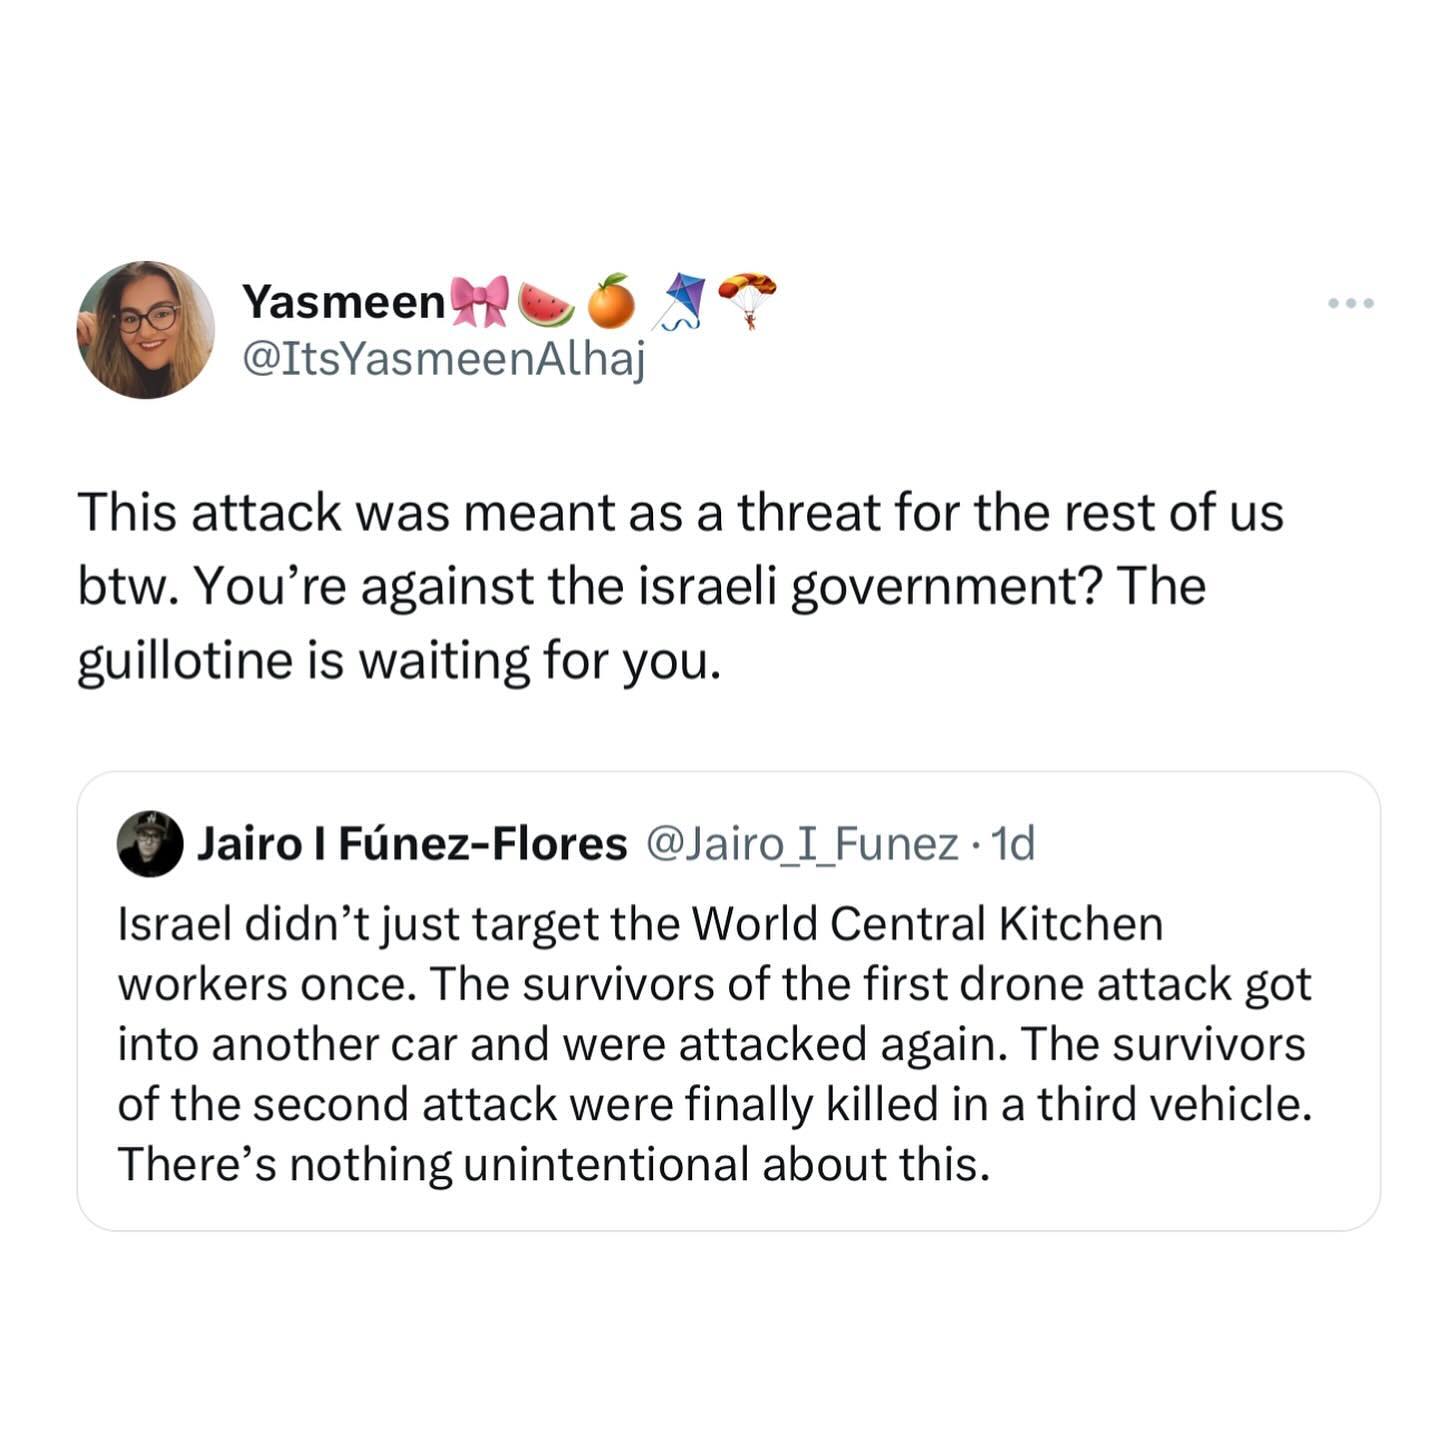 Yasmeen🎀🍉🍊🪁🪂
@ItsYasmeenAlhaj
This attack was meant as a threat for the rest of us
btw. You’re against the israeli government? The
guillotine is waiting for you.
Jairo I Fúnez-Flores @Jairo_I_Funez · 1d
Israel didn’t just target the World Central Kitchen
workers once. The survivors of the first drone attack got
into another car and were attacked again. The survivors
of the second attack were finally killed in a third vehicle.
There’s nothing unintentional about this.